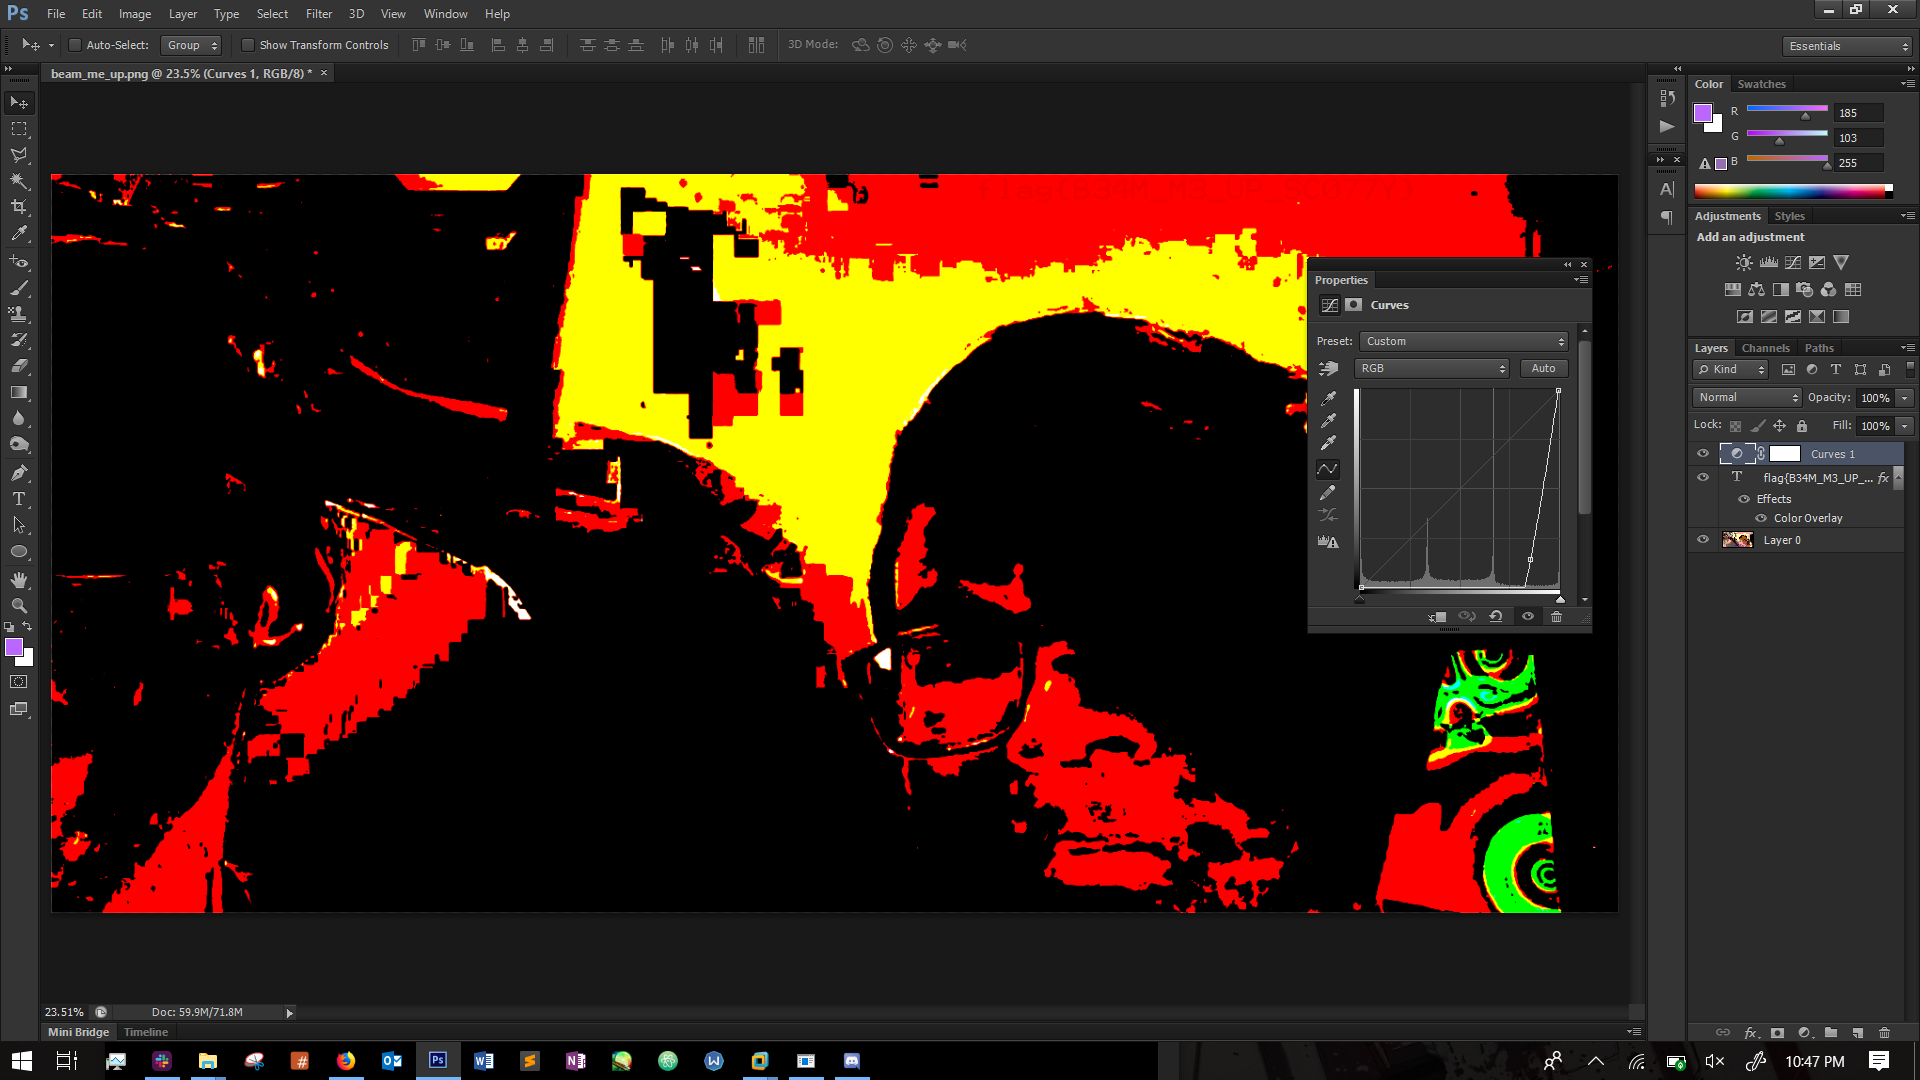 Ps File Edit Image Layer Type Select Filter 3D View Window Help
Auto-Select: Group Show Transform Controls 3D Mode: Essentials
beam_me_up.png @ 23.5% (Curves 1, RGB/8) * ×
Color Swatches
R 185
G 103
B 255
Adjustments Styles
Add an adjustment
Properties
Curves
Preset: Custom
RGB Auto
Layers Channels Paths
Kind
Normal Opacity: 100%
Lock: Fill: 100%
Curves 1
flag{B34M_M3_UP_... fx
Effects
Color Overlay
Layer 0
23.51% Doc: 59.9M/71.8M
Mini Bridge Timeline
10:47 PM